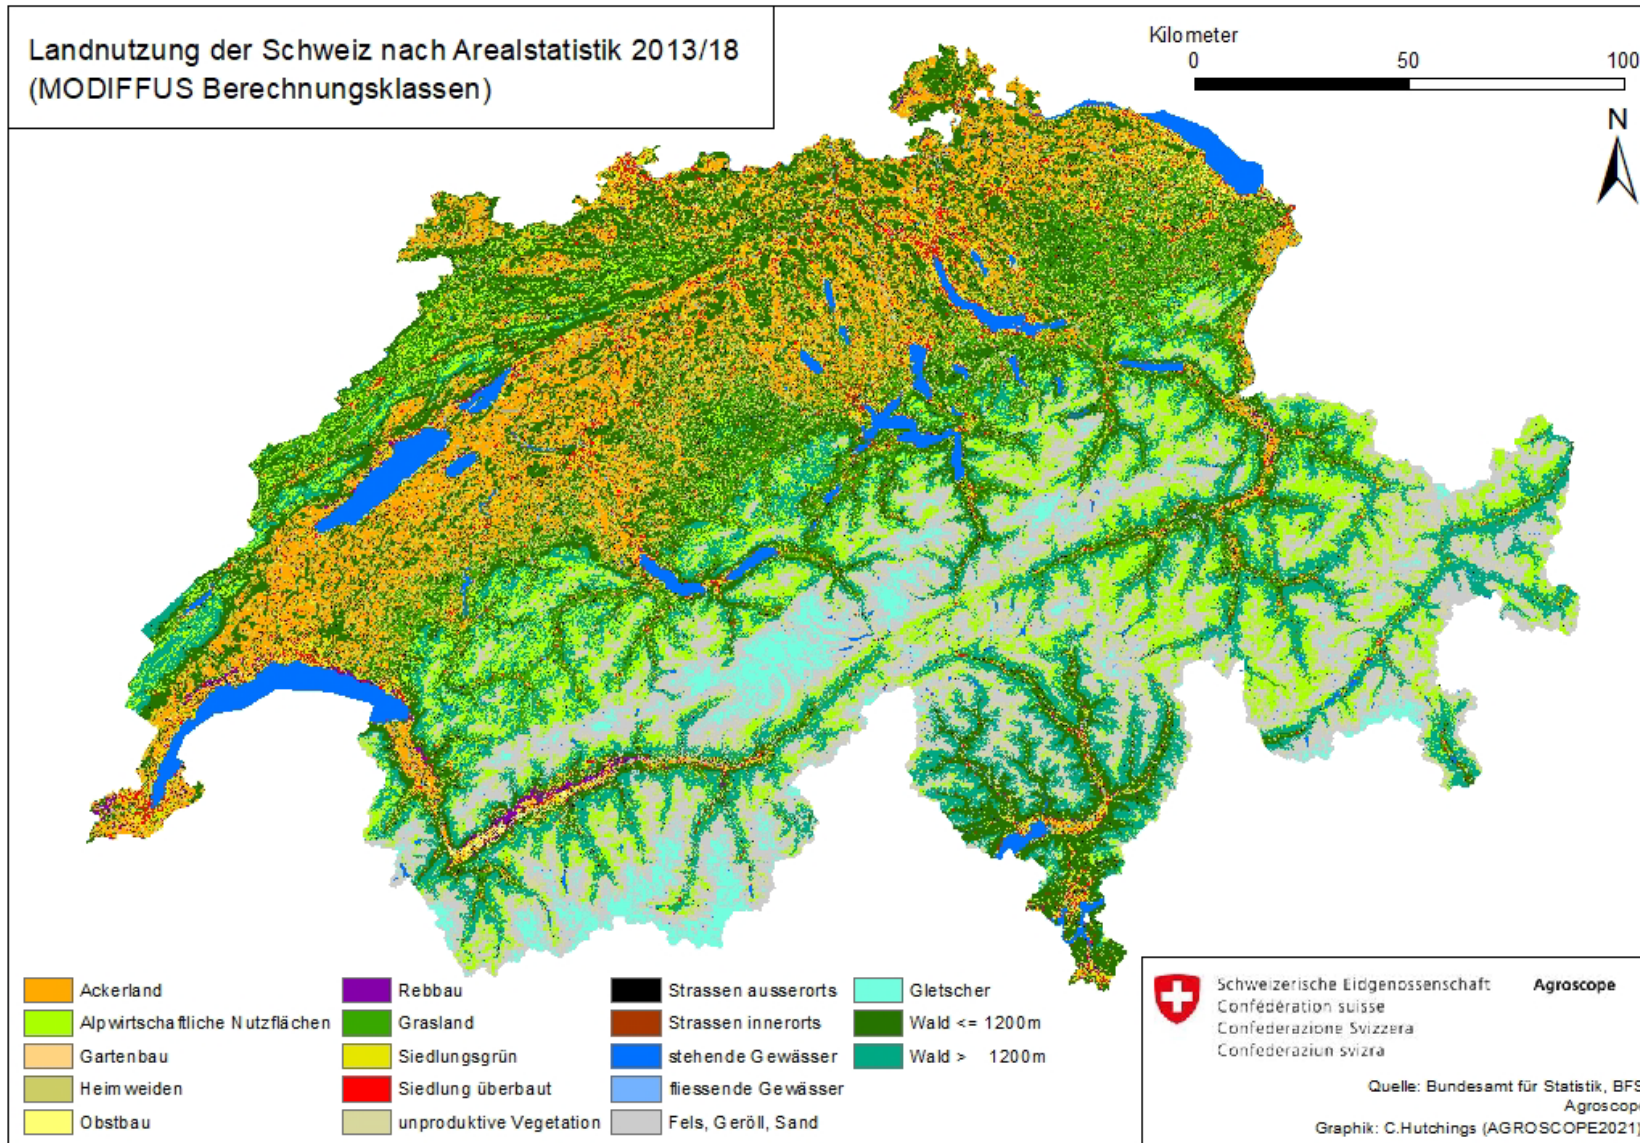 Landnutzung der Schweiz nach Arealstatistik 2013/18
(MODIFFUS Berechnungsklassen)
Kilometer
0 50 100
N
Ackerland
Alpwirtschaftliche Nutzflächen
Gartenbau
Heimweiden
Obstbau
Rebbau
Grasland
Siedlungsgrün
Siedlung überbaut
unproduktive Vegetation
Strassen ausserorts
Strassen innerorts
stehende Gewässer
fliessende Gewässer
Fels, Geröll, Sand
Gletscher
Wald <= 1200m
Wald > 1200m
Schweizerische Eidgenossenschaft
Confédération suisse
Confederazione Svizzera
Confederaziun svizra
Agroscope
Quelle: Bundesamt für Statistik, BFS
Agroscope
Graphik: C.Hutchings (AGROSCOPE2021)